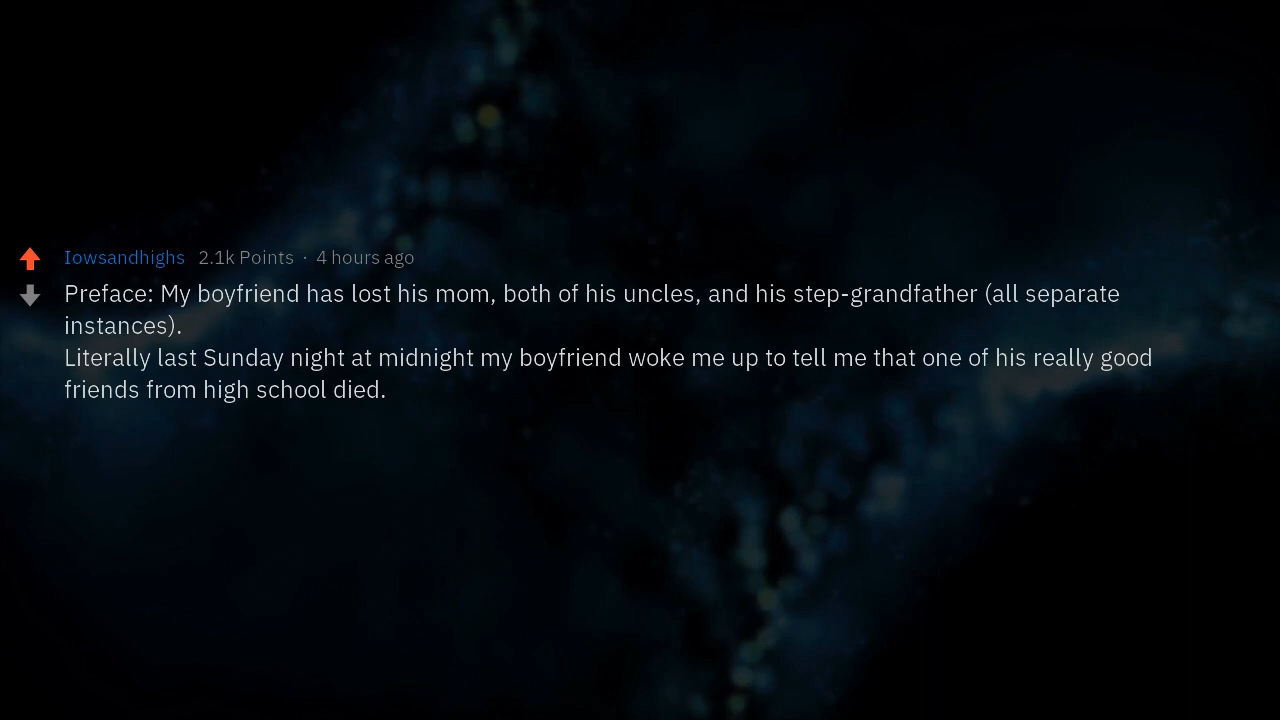 Iowsandhighs 2.1k Points · 4 hours ago
Preface: My boyfriend has lost his mom, both of his uncles, and his step-grandfather (all separate
instances).
Literally last Sunday night at midnight my boyfriend woke me up to tell me that one of his really good
friends from high school died.